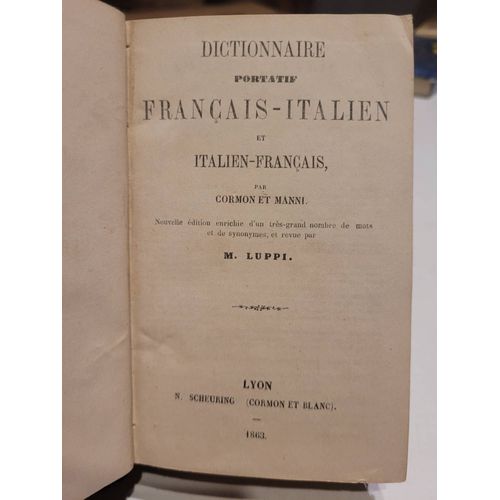 DICTIONNAIRE
PORTATIF
FRANÇAIS-ITALIEN
ET
ITALIEN-FRANÇAIS,
PAR
CORMON ET MANNI.
Nouvelle édition enrichie d'un très-grand nombre de mots
et de synonymes, et revue par
M. LUPPI.
LYON
N. SCHEURING (CORMON ET BLANC).
1863.